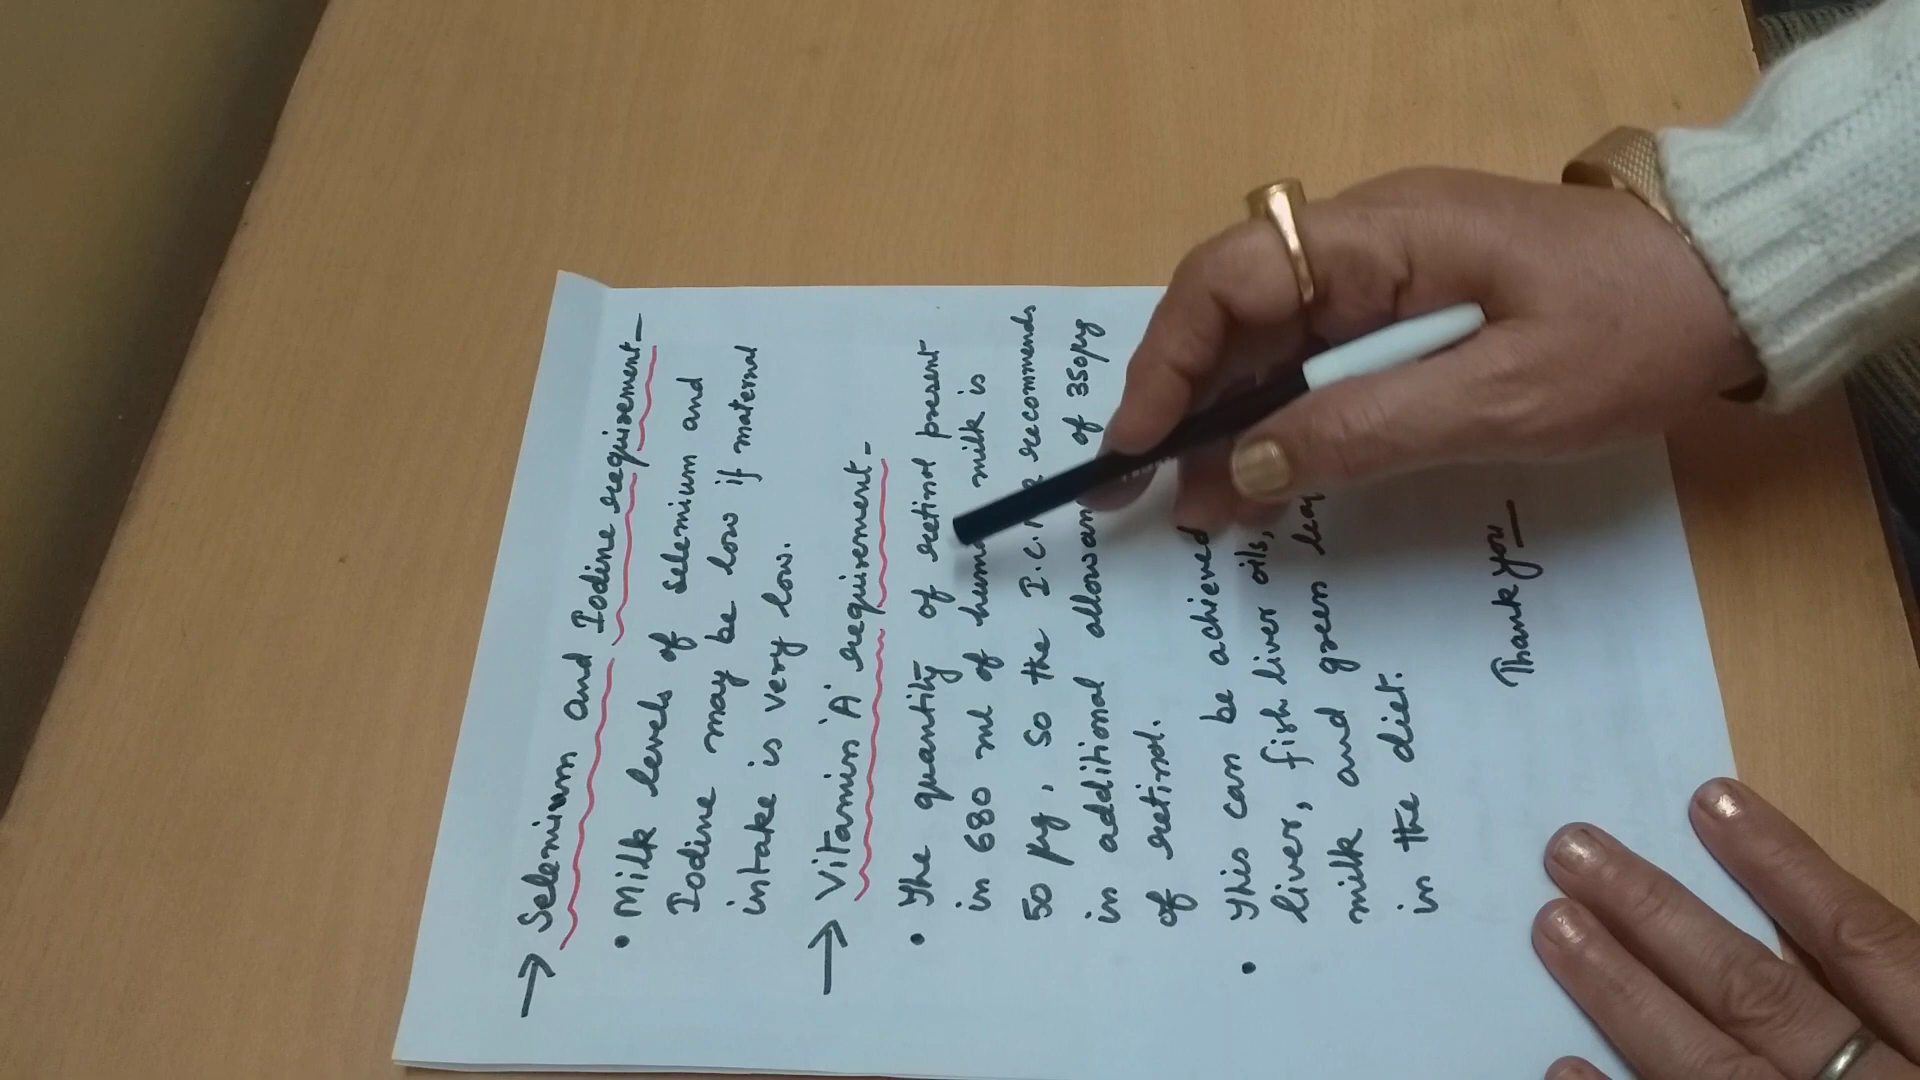 → Selenium and Iodine requirement-
• Milk levels of selenium and
Iodine may be low if maternal
intake is very low.
→ Vitamin 'A' requirement-
• The quantity of retinol present
in 680 ml of human milk is
50 µg, so the I.C. recommends
in additional of 350µg
of retinol.
• This can be achieved
liver, fish liver oils,
milk and green
in the diet.
Thank you